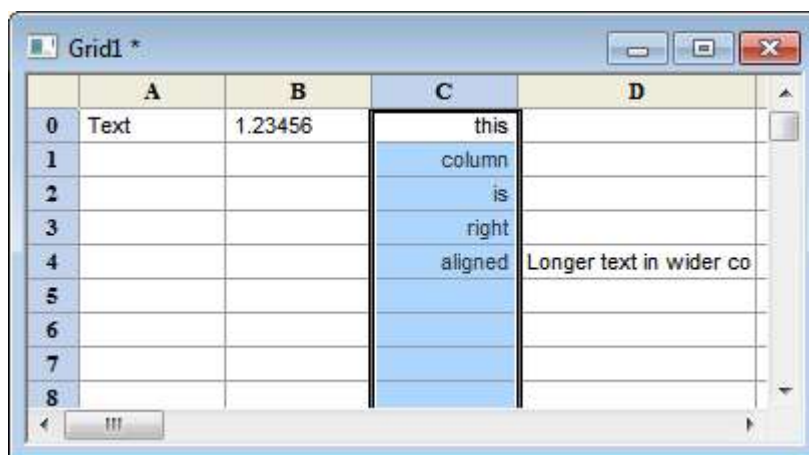 Grid1 *
A B C D
0 Text 1.23456 this
1 column
2 is
3 right
4 aligned Longer text in wider co
5
6
7
8